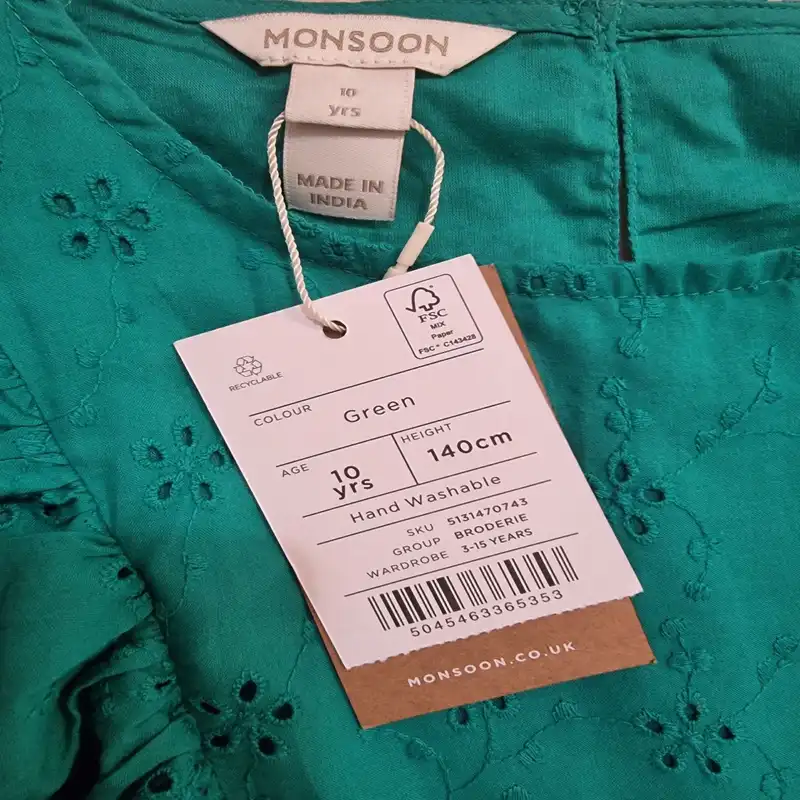 MONSOON
10
yrs
MADE IN
INDIA
FSC
MIX
Paper
FSC® C143428
RECYCLABLE
COLOUR Green
AGE 10 yrs
HEIGHT 140cm
Hand Washable
SKU 5131470743
GROUP BRODERIE
WARDROBE 3-15 YEARS
5045463365353
MONSOON.CO.UK